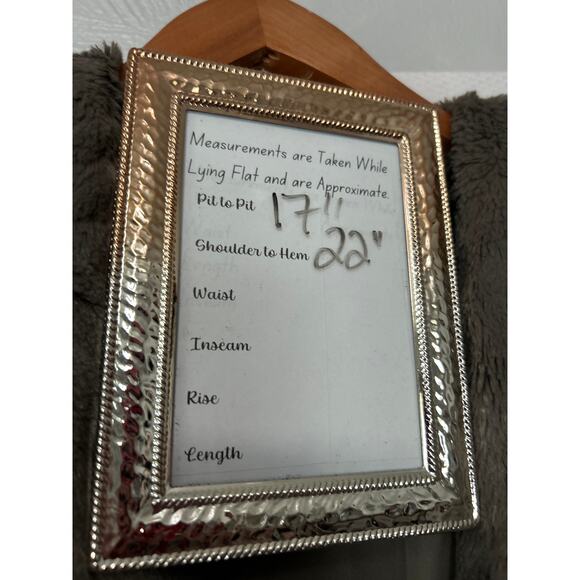 Measurements are Taken While
Lying Flat and are Approximate.
Pit to Pit 17"
Shoulder to Hem 22"
Waist
Inseam
Rise
Length